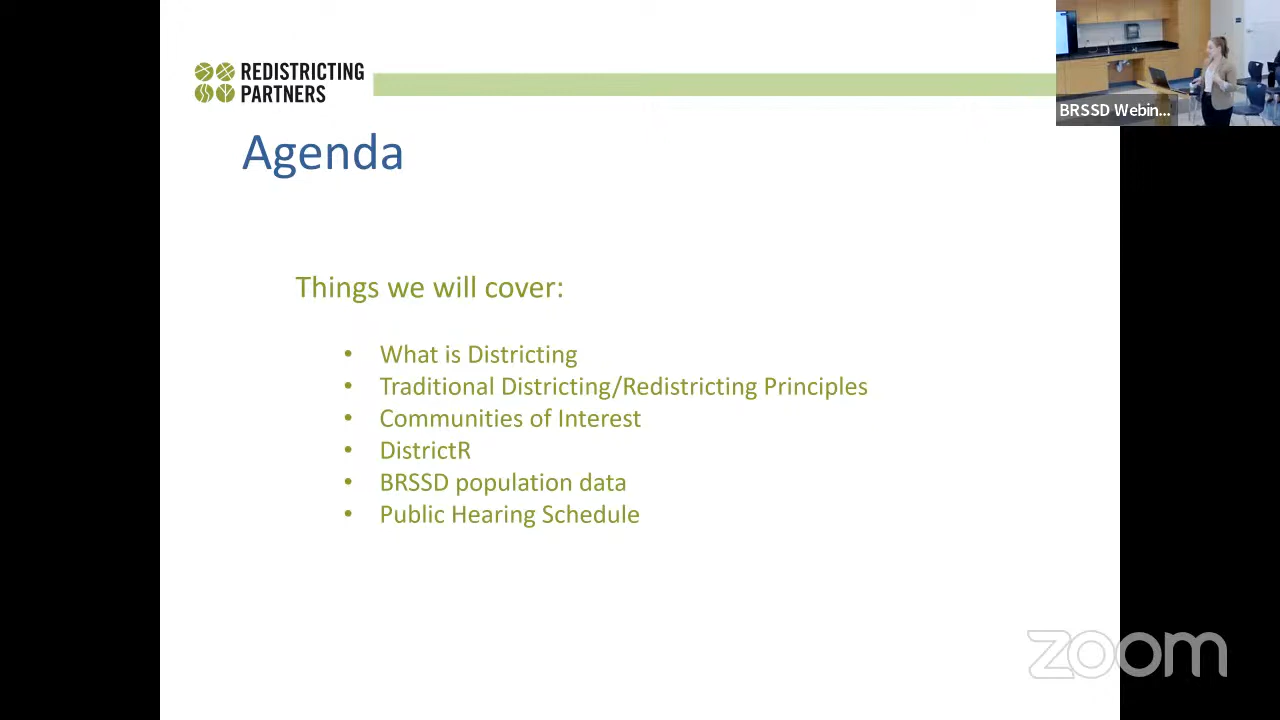 REDISTRICTING
PARTNERS
BRSSD Webin...
Agenda
Things we will cover:
• What is Districting
• Traditional Districting/Redistricting Principles
• Communities of Interest
• DistrictR
• BRSSD population data
• Public Hearing Schedule
zoom